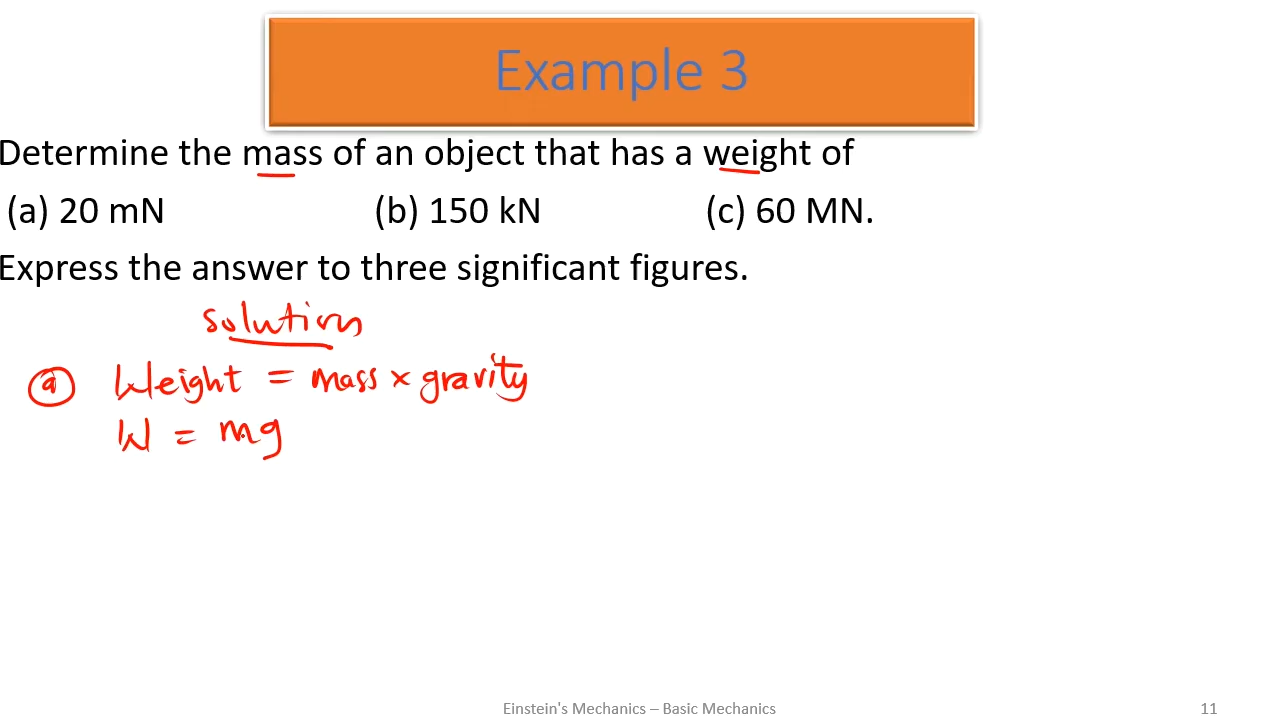 Example 3
Determine the mass of an object that has a weight of
(a) 20 mN (b) 150 kN (c) 60 MN.
Express the answer to three significant figures.
Solution
(a) Weight = mass × gravity
W = mg
Einstein's Mechanics – Basic Mechanics 11